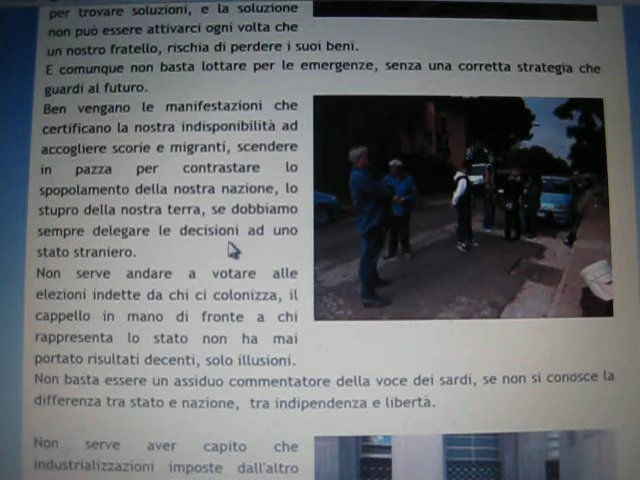 per trovare soluzioni, e la soluzione
non può essere attivarci ogni volta che
un nostro fratello, rischia di perdere i suoi beni.
E comunque non basta lottare per le emergenze, senza una corretta strategia che
guardi al futuro.
Ben vengano le manifestazioni che
certificano la nostra indisponibilità ad
accogliere scorie e migranti, scendere
in pazza per contrastare lo
spopolamento della nostra nazione, lo
stupro della nostra terra, se dobbiamo
sempre delegare le decisioni ad uno
stato straniero.
Non serve andare a votare alle
elezioni indette da chi ci colonizza, il
cappello in mano di fronte a chi
rappresenta lo stato non ha mai
portato risultati decenti, solo illusioni.
Non basta essere un assiduo commentatore della voce dei sardi, se non si conosce la
differenza tra stato e nazione, tra indipendenza e libertà.
Non serve aver capito che
industrializzazioni imposte dall'altro